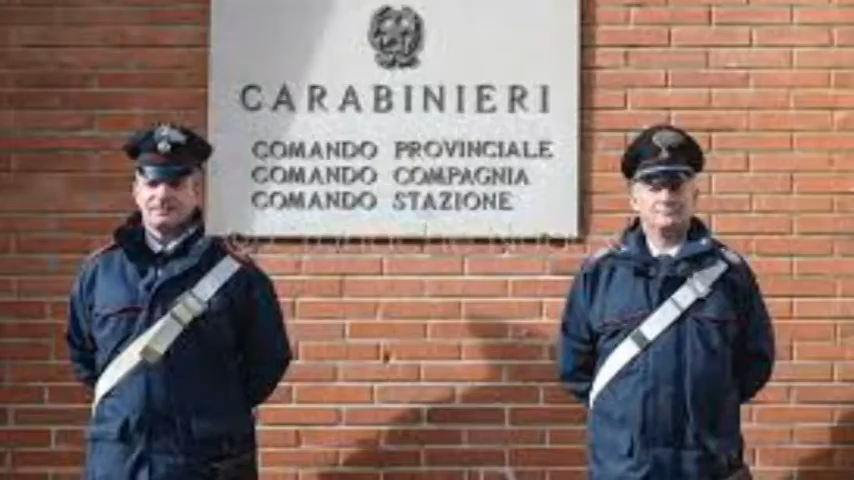 CARABINIERI
COMANDO PROVINCIALE
COMANDO COMPAGNIA
COMANDO STAZIONE